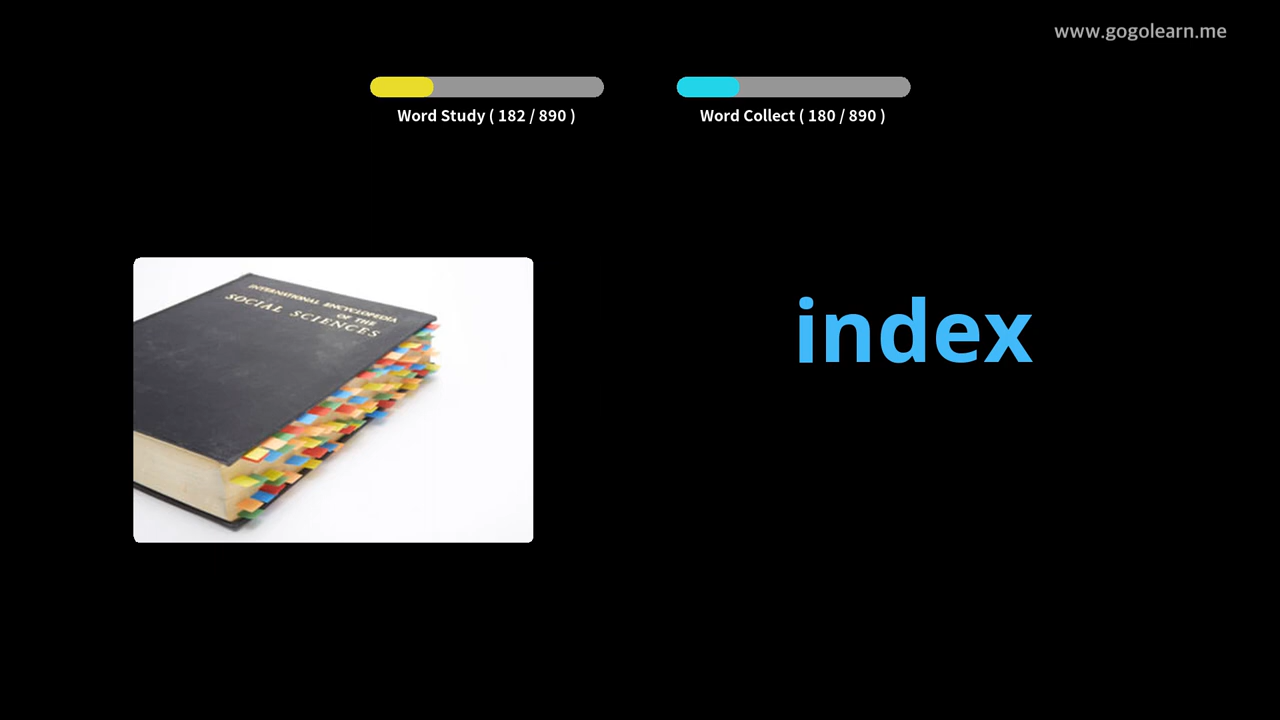 www.gogolearn.me
Word Study ( 182 / 890 )
Word Collect ( 180 / 890 )
INTERNATIONAL ENCYCLOPEDIA
OF THE
SOCIAL SCIENCES
index